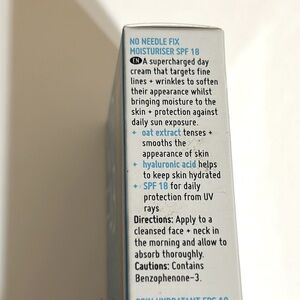 NO NEEDLE FIX
MOISTURISER SPF 18
EN A supercharged day
cream that targets fine
lines + wrinkles to soften
their appearance whilst
bringing moisture to the
skin + protection against
daily sun exposure.
+ oat extract tenses +
smooths the
appearance of skin
+ hyaluronic acid helps
to keep skin hydrated
+ SPF 18 for daily
protection from UV
rays
Directions: Apply to a
cleansed face + neck in
the morning and allow to
absorb thoroughly.
Cautions: Contains
Benzophenone-3.